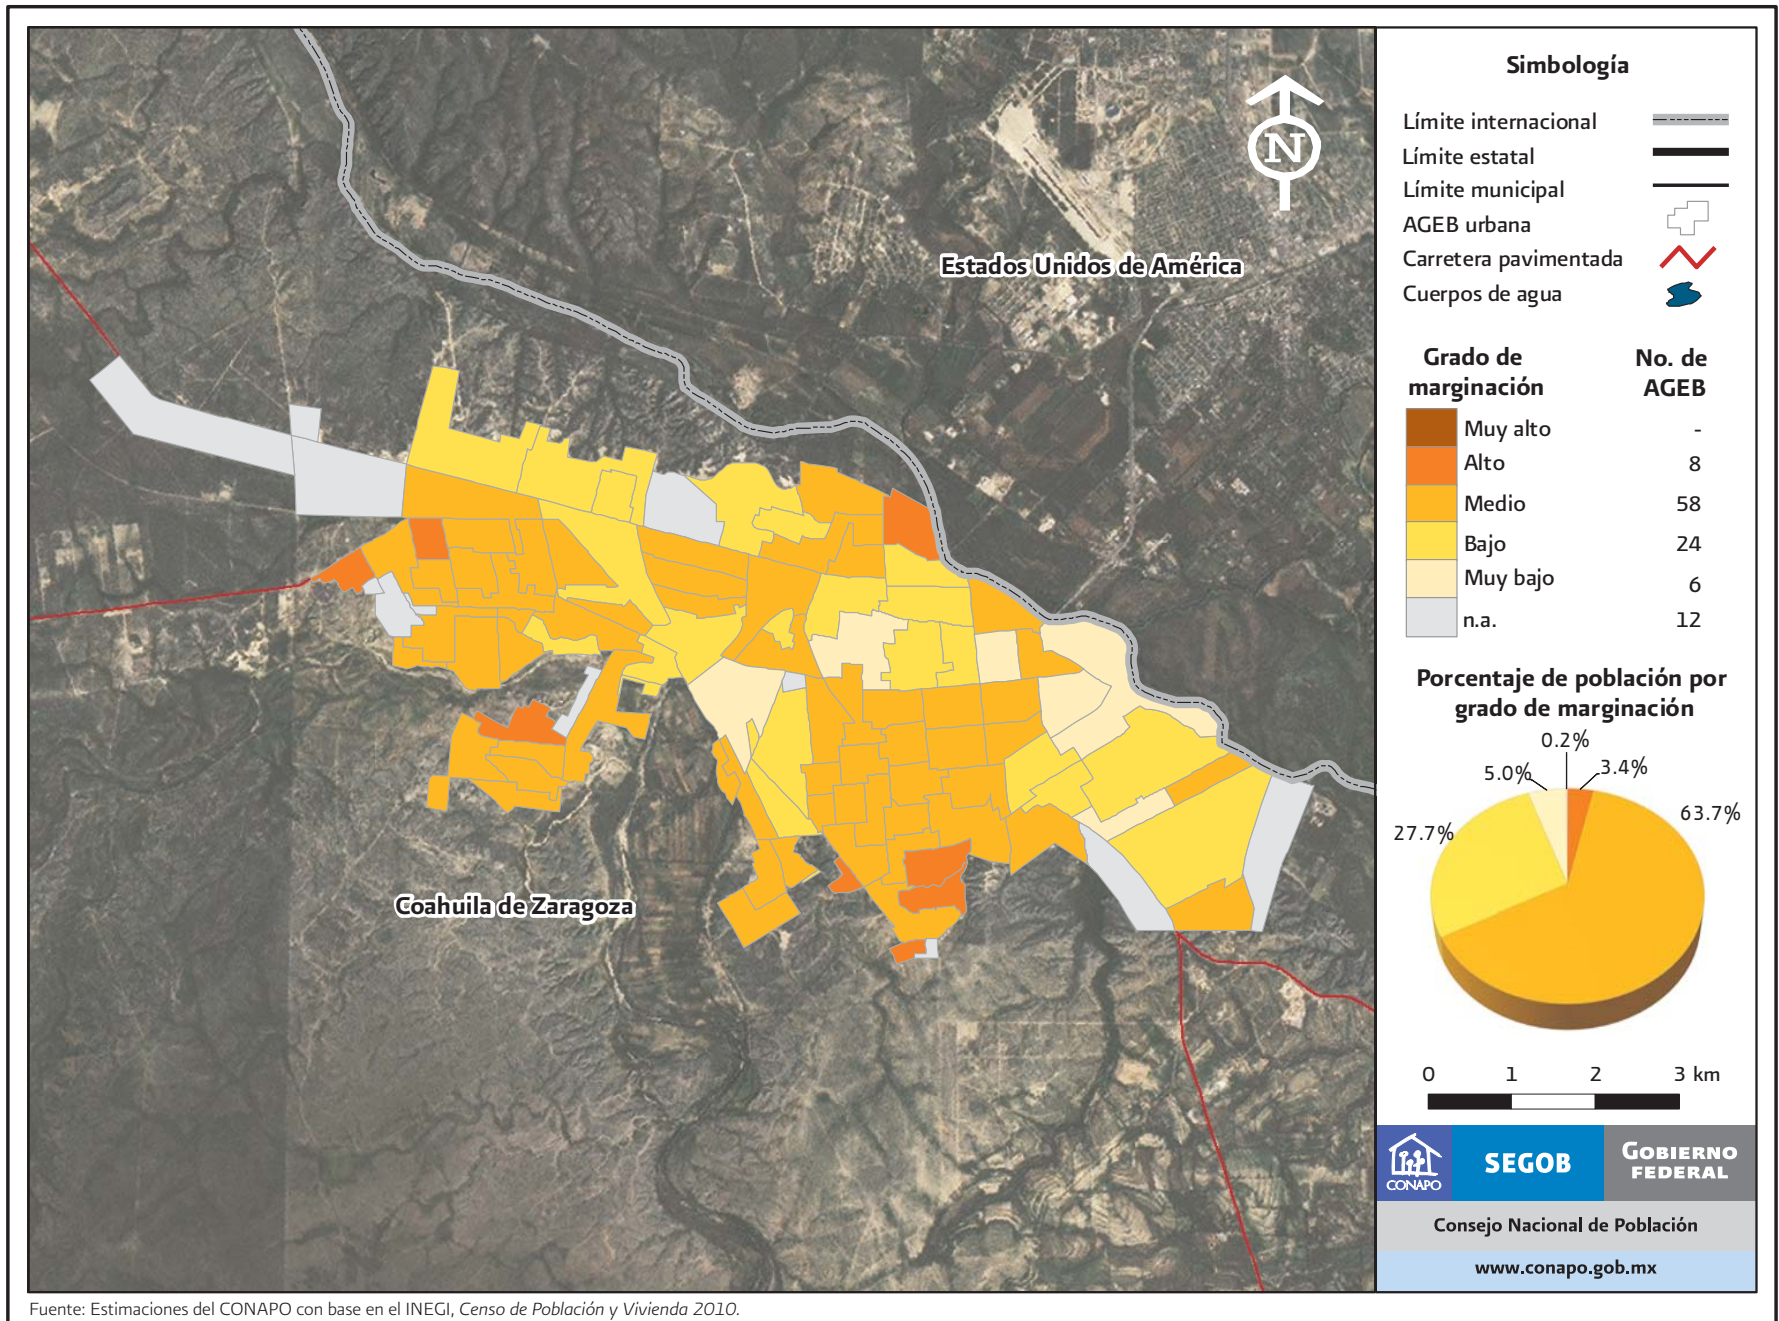 Simbología
Límite internacional
Límite estatal
Límite municipal
AGEB urbana
Carretera pavimentada
Cuerpos de agua
Grado de marginación
No. de AGEB
Muy alto -
Alto 8
Medio 58
Bajo 24
Muy bajo 6
n.a. 12
Porcentaje de población por
grado de marginación
0.2%
5.0%
3.4%
63.7%
27.7%
0 1 2 3 km
CONAPO
SEGOB
GOBIERNO
FEDERAL
Consejo Nacional de Población
www.conapo.gob.mx
N
Estados Unidos de América
Coahuila de Zaragoza
Fuente: Estimaciones del CONAPO con base en el INEGI, Censo de Población y Vivienda 2010.